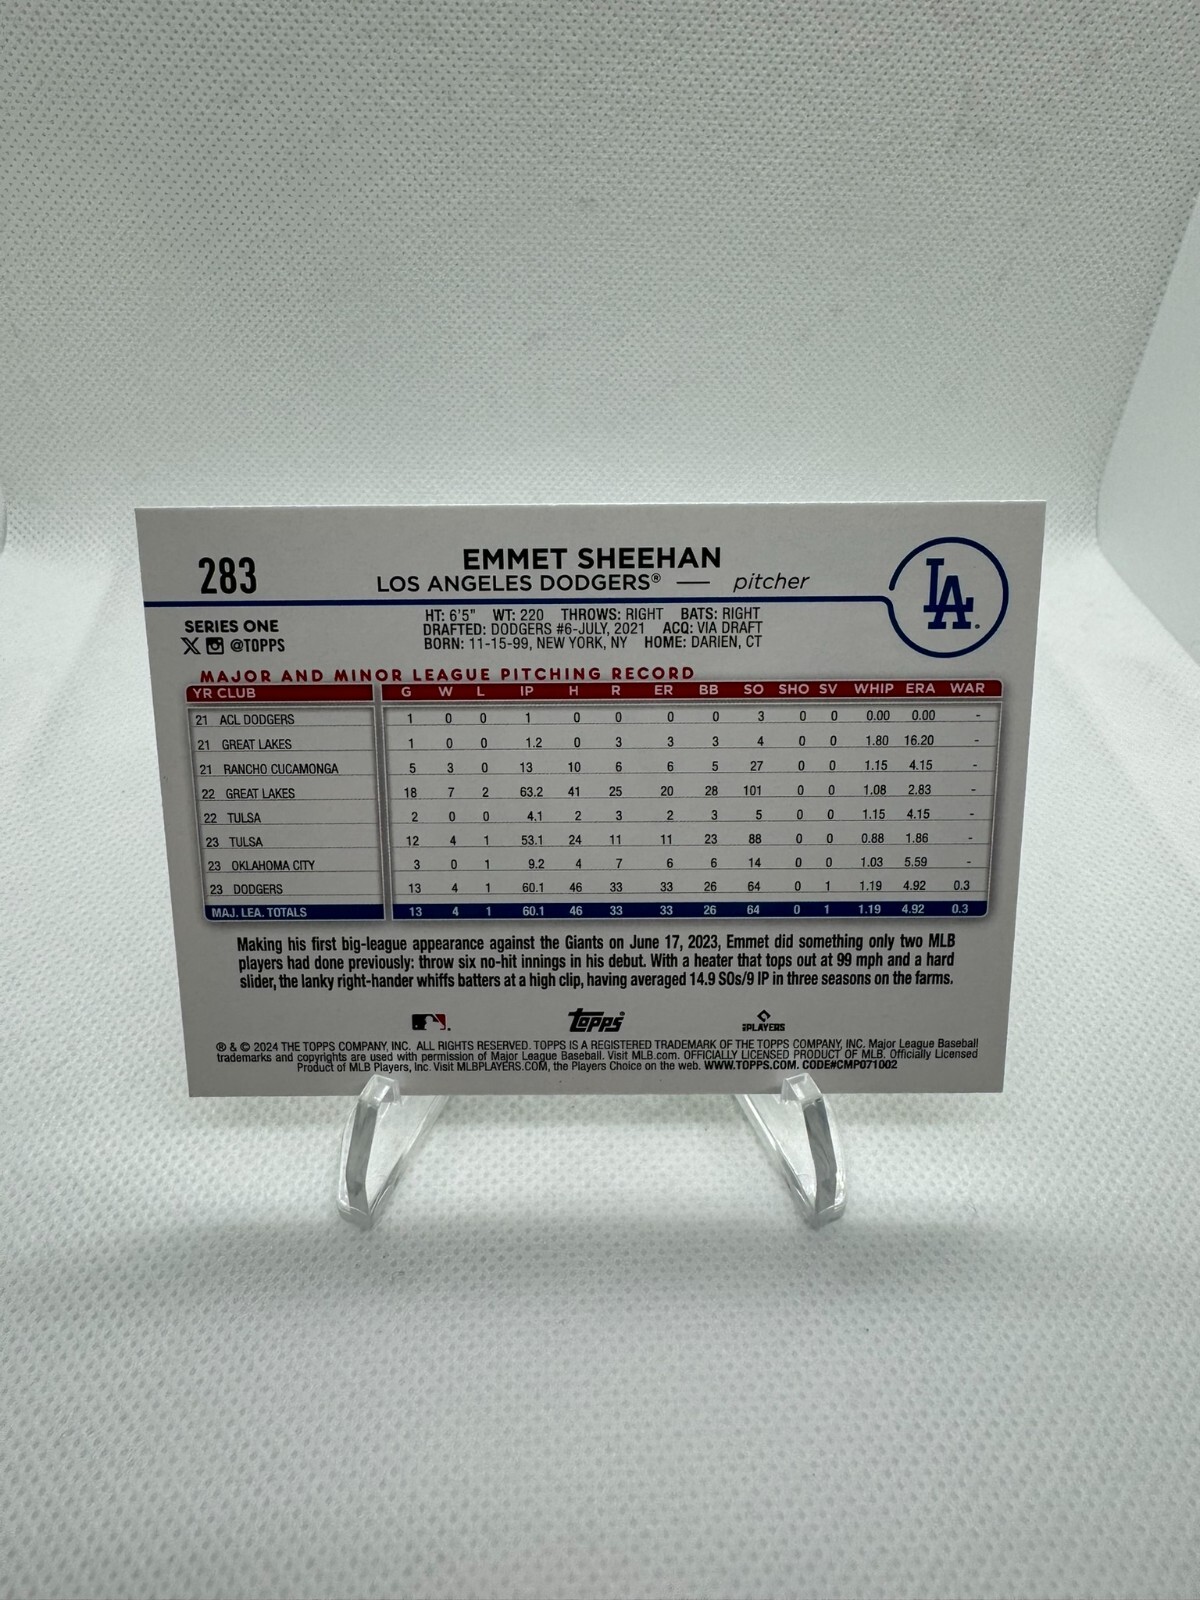 283
EMMET SHEEHAN
LOS ANGELES DODGERS® — pitcher
LA
SERIES ONE
@TOPPS
HT: 6'5" WT: 220 THROWS: RIGHT BATS: RIGHT
DRAFTED: DODGERS #6-JULY, 2021 ACQ: VIA DRAFT
BORN: 11-15-99, NEW YORK, NY HOME: DARIEN, CT
MAJOR AND MINOR LEAGUE PITCHING RECORD
YR CLUB G W L IP H R ER BB SO SHO SV WHIP ERA WAR
21 ACL DODGERS 1 0 0 1 0 0 0 0 3 0 0 0.00 0.00 -
21 GREAT LAKES 1 0 0 1.2 0 3 3 3 4 0 0 1.80 16.20 -
21 RANCHO CUCAMONGA 5 3 0 13 10 6 6 5 27 0 0 1.15 4.15 -
22 GREAT LAKES 18 7 2 63.2 41 25 20 28 101 0 0 1.08 2.83 -
22 TULSA 2 0 0 4.1 2 3 2 3 5 0 0 1.15 4.15 -
23 TULSA 12 4 1 53.1 24 11 11 23 88 0 0 0.88 1.86 -
23 OKLAHOMA CITY 3 0 1 9.2 4 7 6 6 14 0 0 1.03 5.59 -
23 DODGERS 13 4 1 60.1 46 33 33 26 64 0 1 1.19 4.92 0.3
MAJ. LEA. TOTALS 13 4 1 60.1 46 33 33 26 64 0 1 1.19 4.92 0.3
Making his first big-league appearance against the Giants on June 17, 2023, Emmet did something only two MLB
players had done previously: throw six no-hit innings in his debut. With a heater that tops out at 99 mph and a hard
slider, the lanky right-hander whiffs batters at a high clip, having averaged 14.9 SOs/9 IP in three seasons on the farms.
Topps
PLAYERS
® & © 2024 THE TOPPS COMPANY, INC. ALL RIGHTS RESERVED. TOPPS IS A REGISTERED TRADEMARK OF THE TOPPS COMPANY, INC. Major League Baseball
trademarks and copyrights are used with permission of Major League Baseball. Visit MLB.com. OFFICIALLY LICENSED PRODUCT OF MLB. Officially Licensed
Product of MLB Players, Inc. Visit MLBPLAYERS.COM, the Players Choice on the web. WWW.TOPPS.COM. CODE#CMP071002